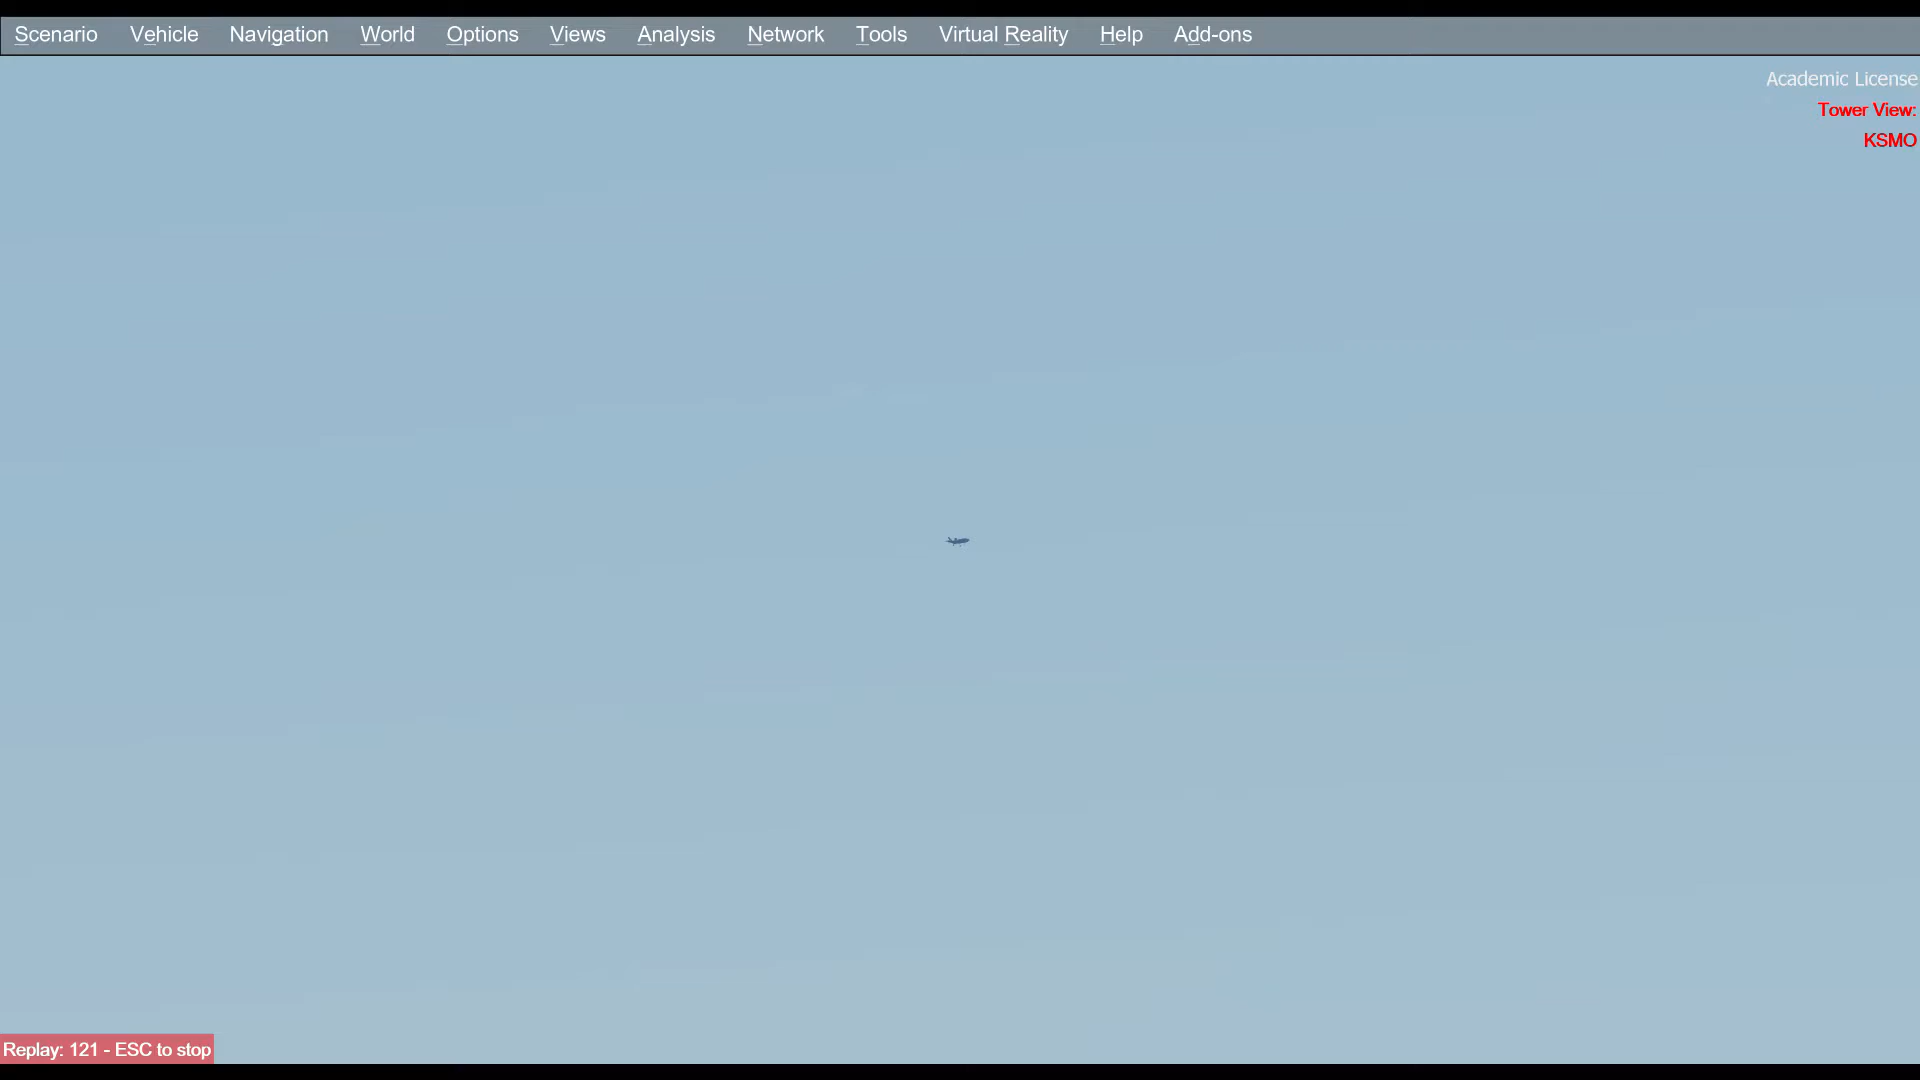 Scenario Vehicle Navigation World Options Views Analysis Network Tools Virtual Reality Help Add-ons
Academic License
Tower View:
KSMO
Replay: 121 - ESC to stop